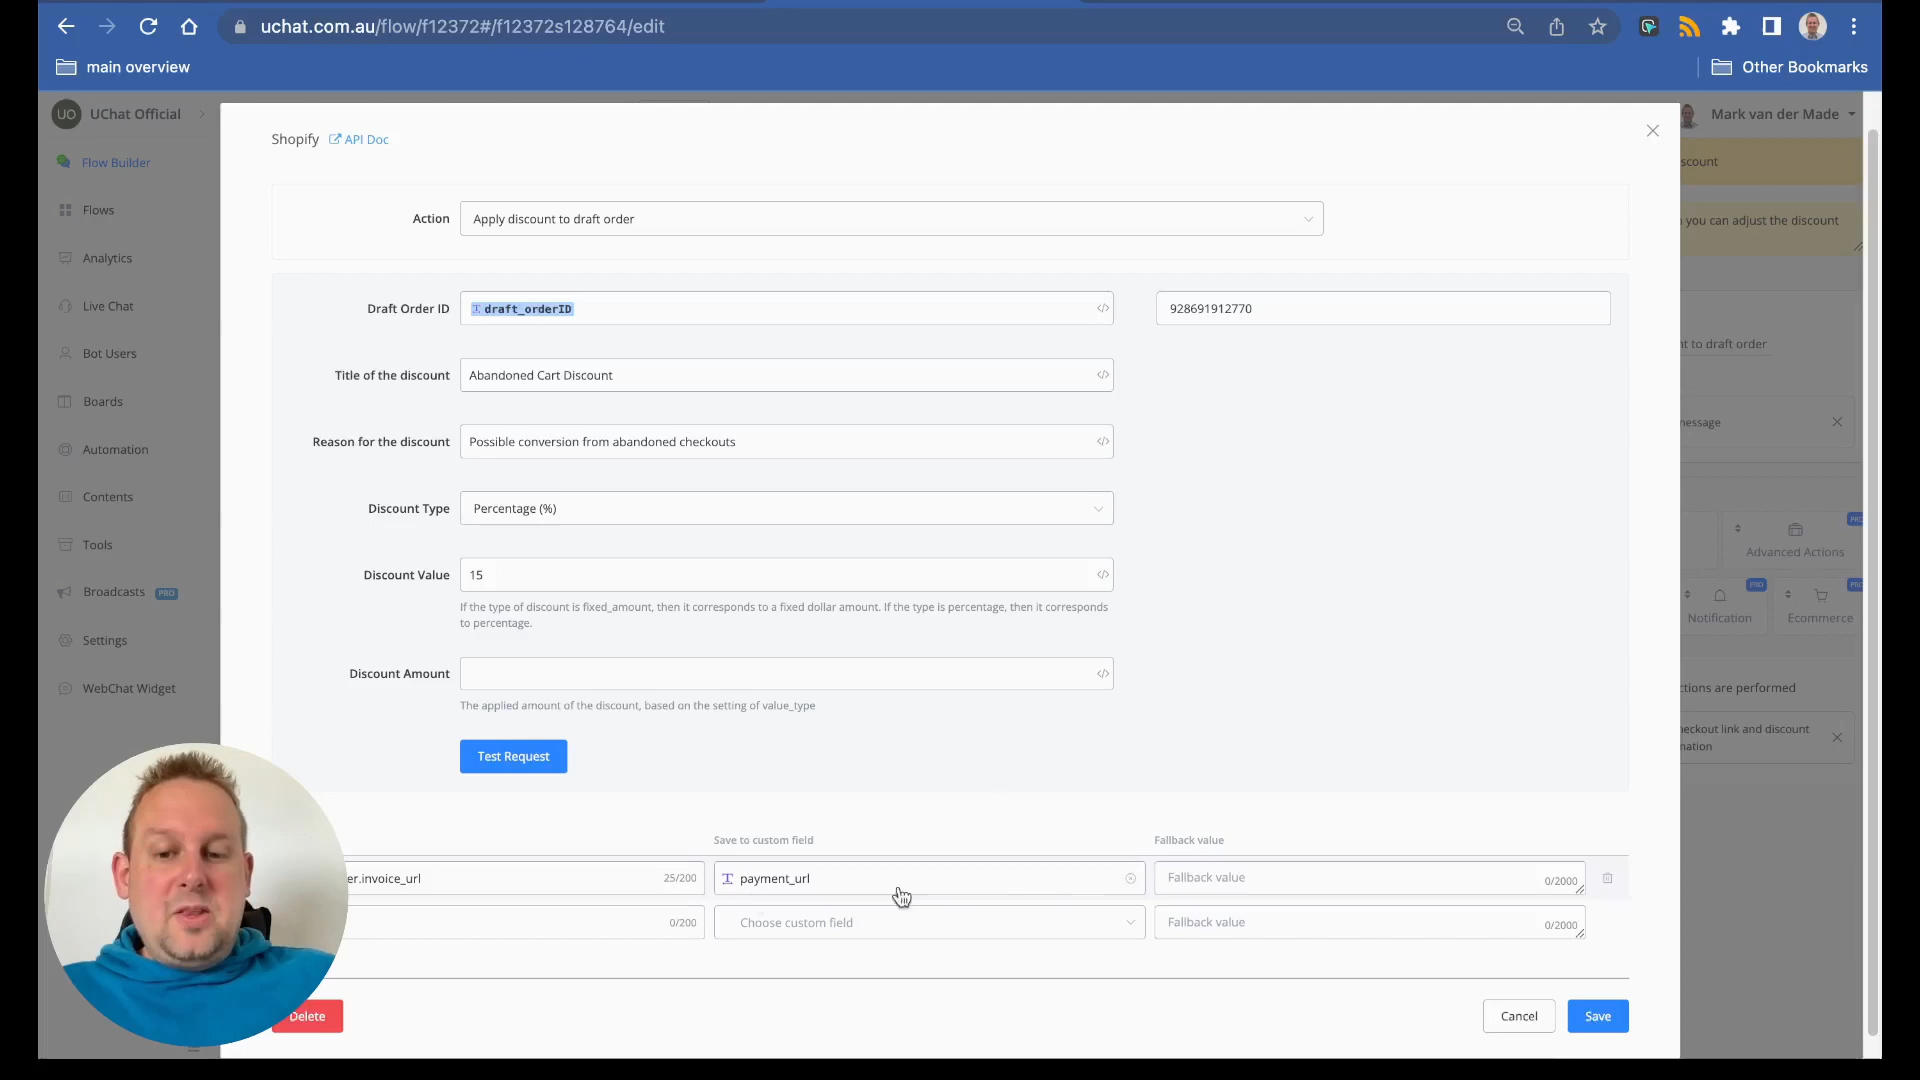 uchat.com.au/flow/f12372#/f12372s128764/edit
main overview
Other Bookmarks
UO UChat Official
Mark van der Made
Shopify API Doc
Flow Builder
scount
Flows
Action Apply discount to draft order
you can adjust the discount
Analytics
Live Chat
Draft Order ID draft_orderID 928691912770
Bot Users
nt to draft order
Title of the discount Abandoned Cart Discount
Boards
Reason for the discount Possible conversion from abandoned checkouts
message
Automation
Contents
Discount Type Percentage (%)
PRO
Tools
Advanced Actions
Discount Value 15
PRO
Broadcasts PRO
If the type of discount is fixed_amount, then it corresponds to a fixed dollar amount. If the type is percentage, then it corresponds
to percentage.
Notification Ecommerce
Settings
Discount Amount
WebChat Widget
ctions are performed
The applied amount of the discount, based on the setting of value_type
heckout link and discount
nation
Test Request
Save to custom field Fallback value
er.invoice_url 25/200 payment_url Fallback value 0/2000
0/200 Choose custom field Fallback value 0/2000
Delete Cancel Save